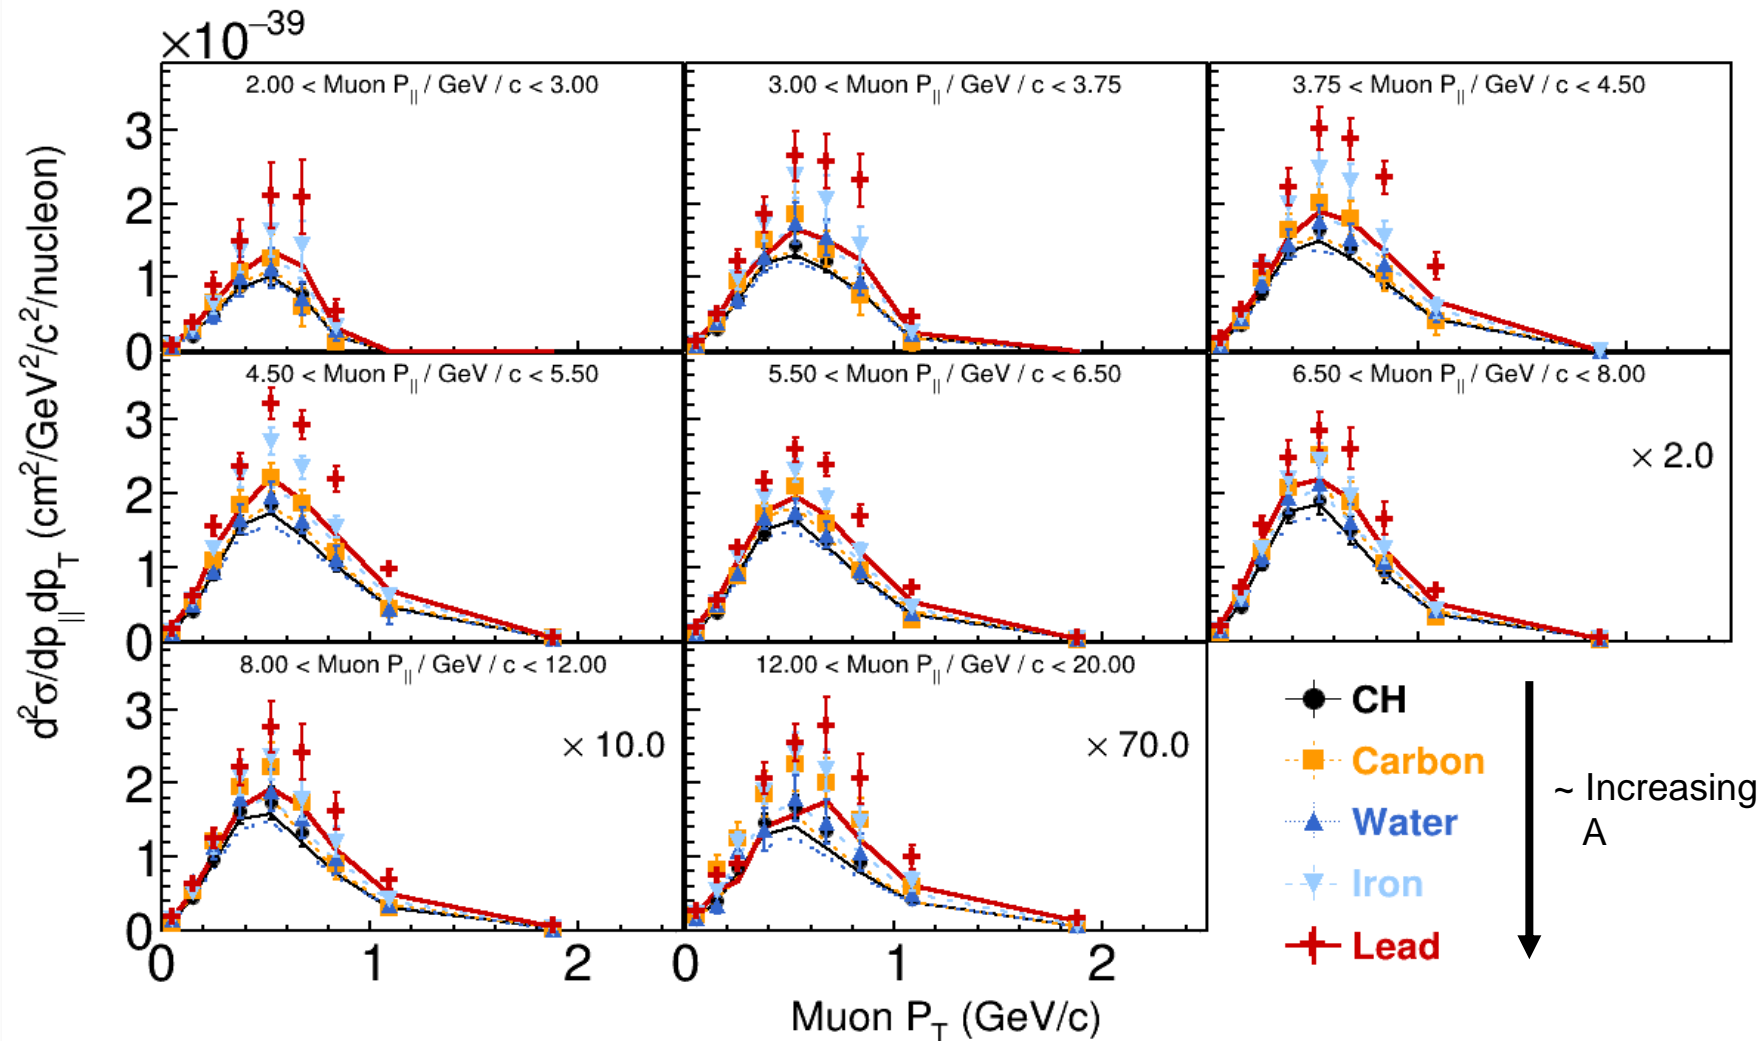 ×10⁻³⁹
2.00 < Muon P|| / GeV / c < 3.00
3.00 < Muon P|| / GeV / c < 3.75
3.75 < Muon P|| / GeV / c < 4.50
3
2
1
0
4.50 < Muon P|| / GeV / c < 5.50
5.50 < Muon P|| / GeV / c < 6.50
6.50 < Muon P|| / GeV / c < 8.00
× 2.0
3
2
1
0
8.00 < Muon P|| / GeV / c < 12.00
12.00 < Muon P|| / GeV / c < 20.00
× 10.0
× 70.0
3
2
1
0
0 1 2
0 1 2
d²σ/dp||dpT (cm²/GeV²/c²/nucleon)
Muon PT (GeV/c)
CH
Carbon
Water
Iron
Lead
~ Increasing
A